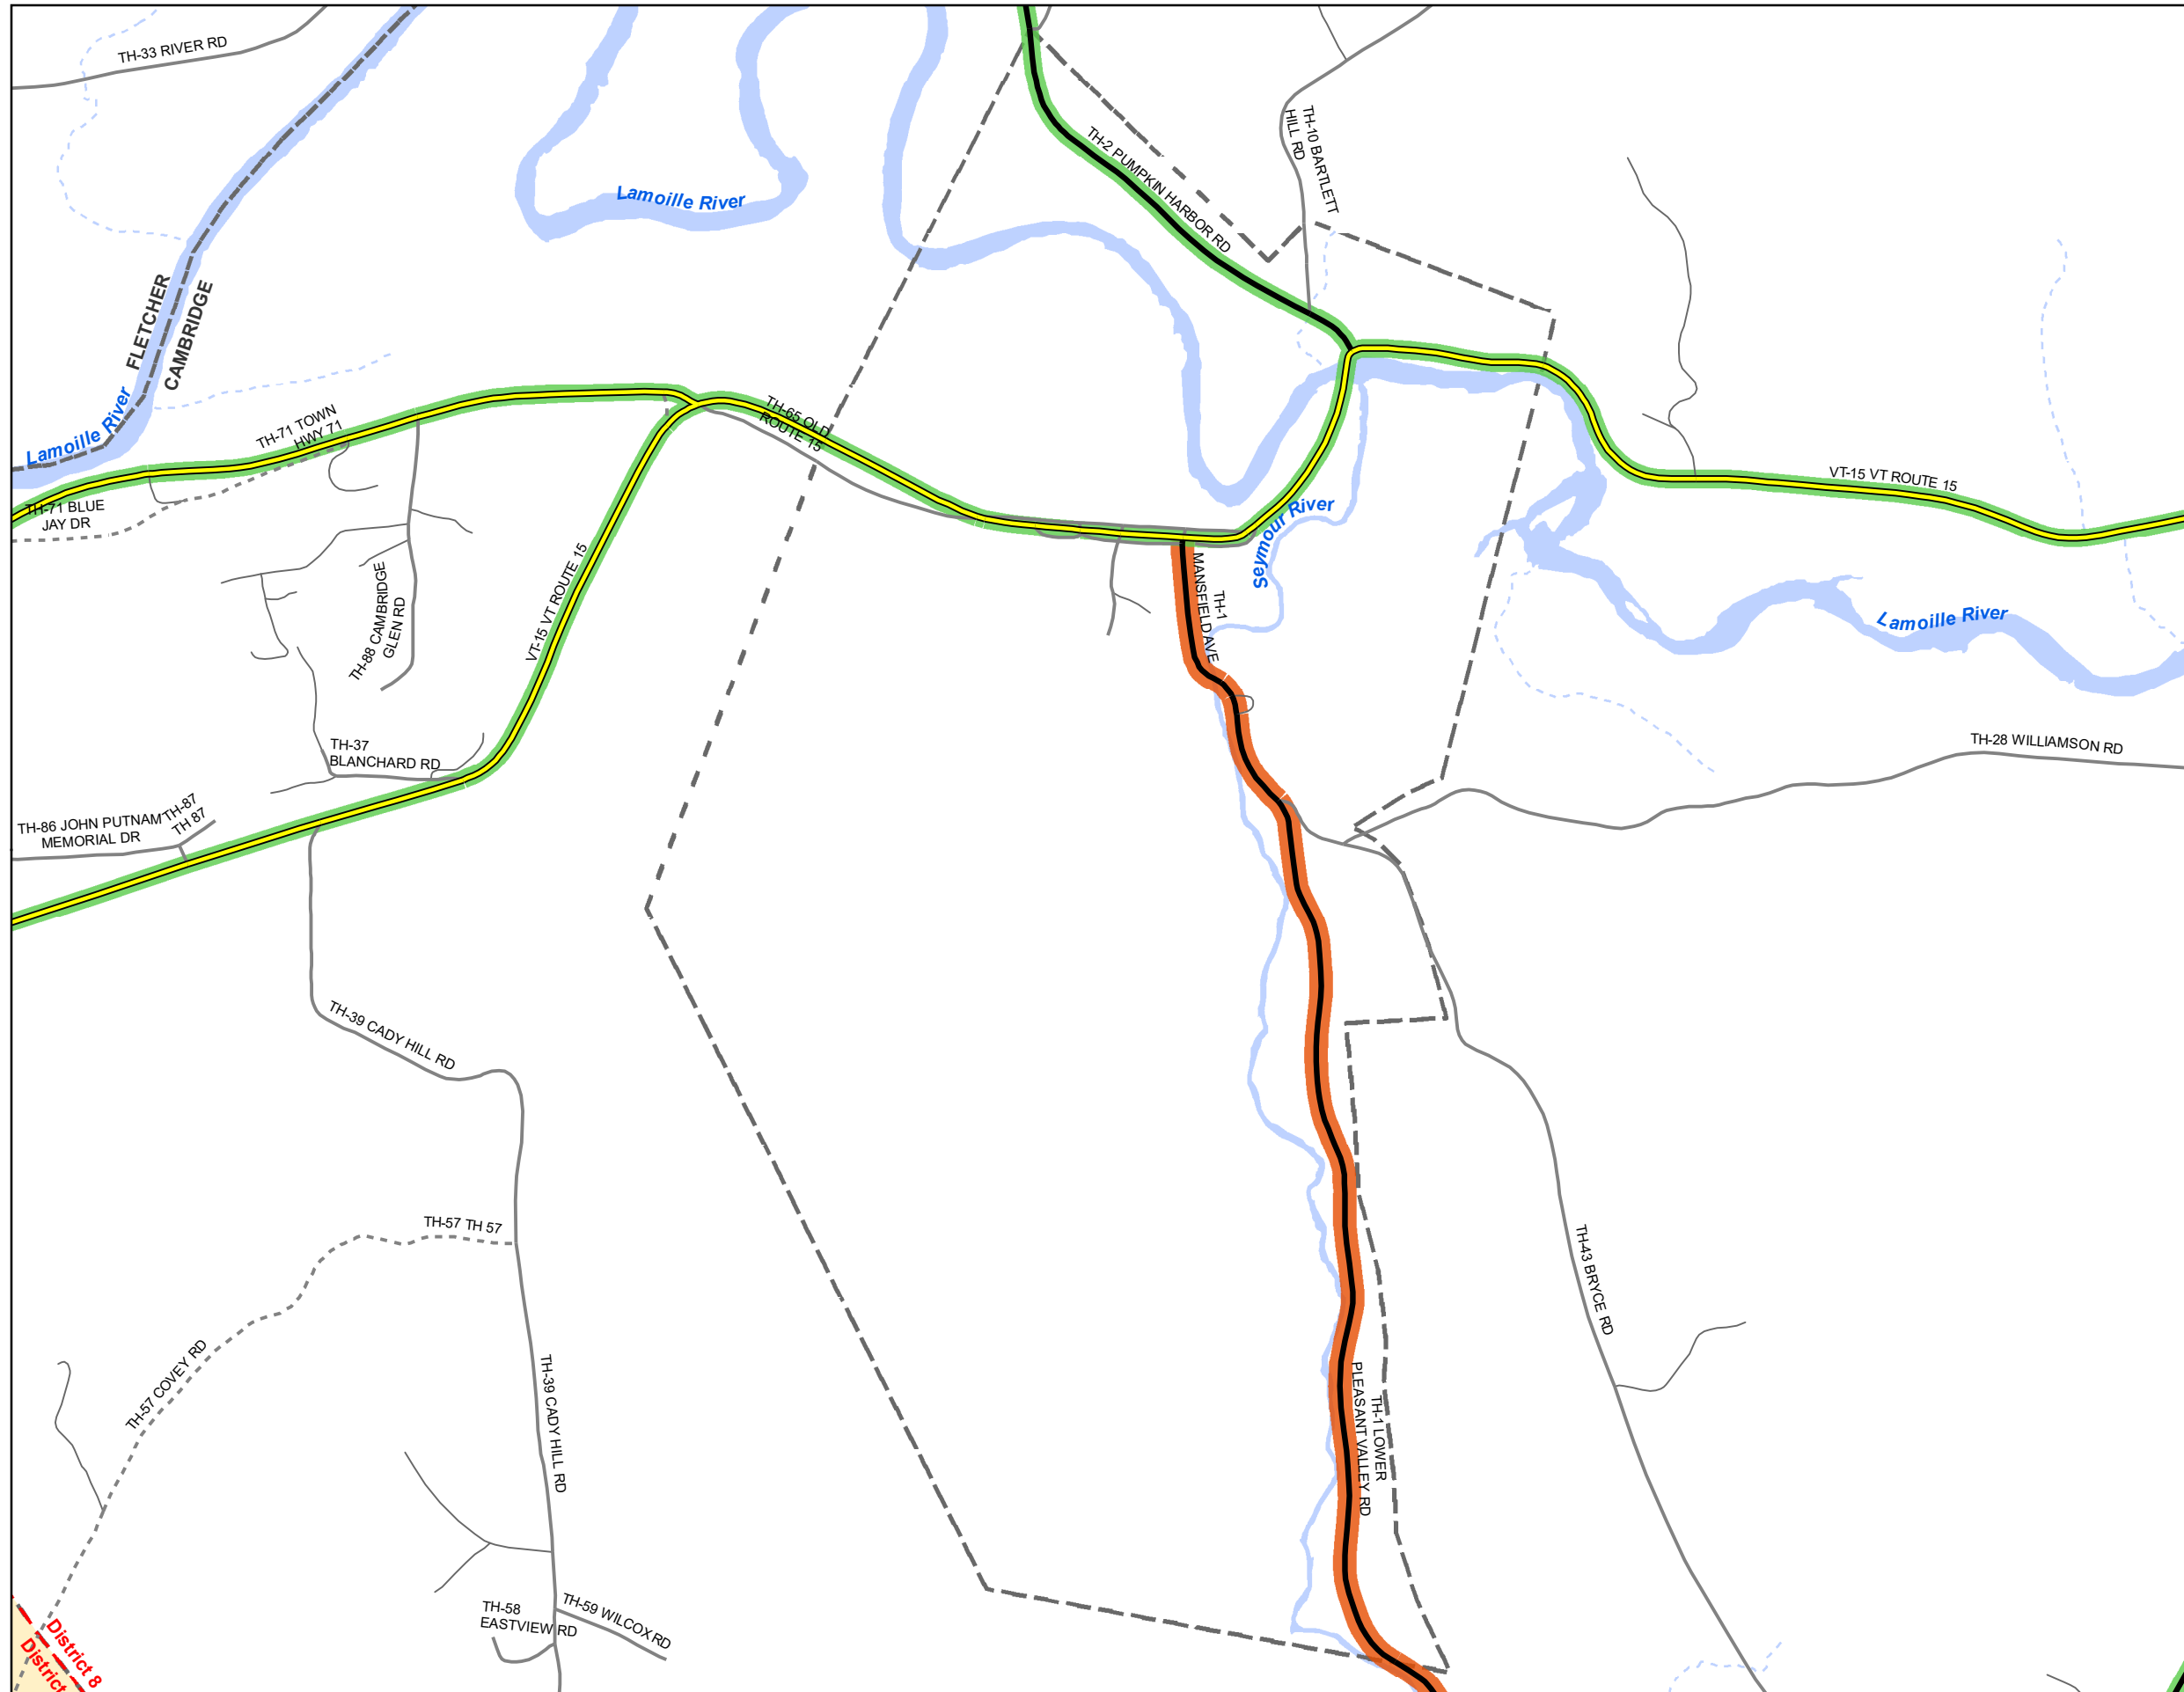 TH-33 RIVER RD
Lamoille River
TH-2 PUMPKIN HARBOR RD
TH-10 BARTLETT
HILL RD
FLETCHER
CAMBRIDGE
Lamoille River
TH-71 TOWN
HWY 71
TH-65 OLD
ROUTE 15
VT-15 VT ROUTE 15
TH-71 BLUE
JAY DR
Seymour River
TH-88 CAMBRIDGE
GLEN RD
VT-15 VT ROUTE 15
TH-1
MANSFIELD AVE
Lamoille River
TH-37
BLANCHARD RD
TH-28 WILLIAMSON RD
TH-86 JOHN PUTNAM
MEMORIAL DR
TH-87
TH 87
TH-39 CADY HILL RD
TH-57 TH 57
TH-43 BRYCE RD
TH-57 COVEY RD
TH-39 CADY HILL RD
TH-1 LOWER
PLEASANT VALLEY RD
TH-58
EASTVIEW RD
TH-59 WILCOX RD
District 8
District